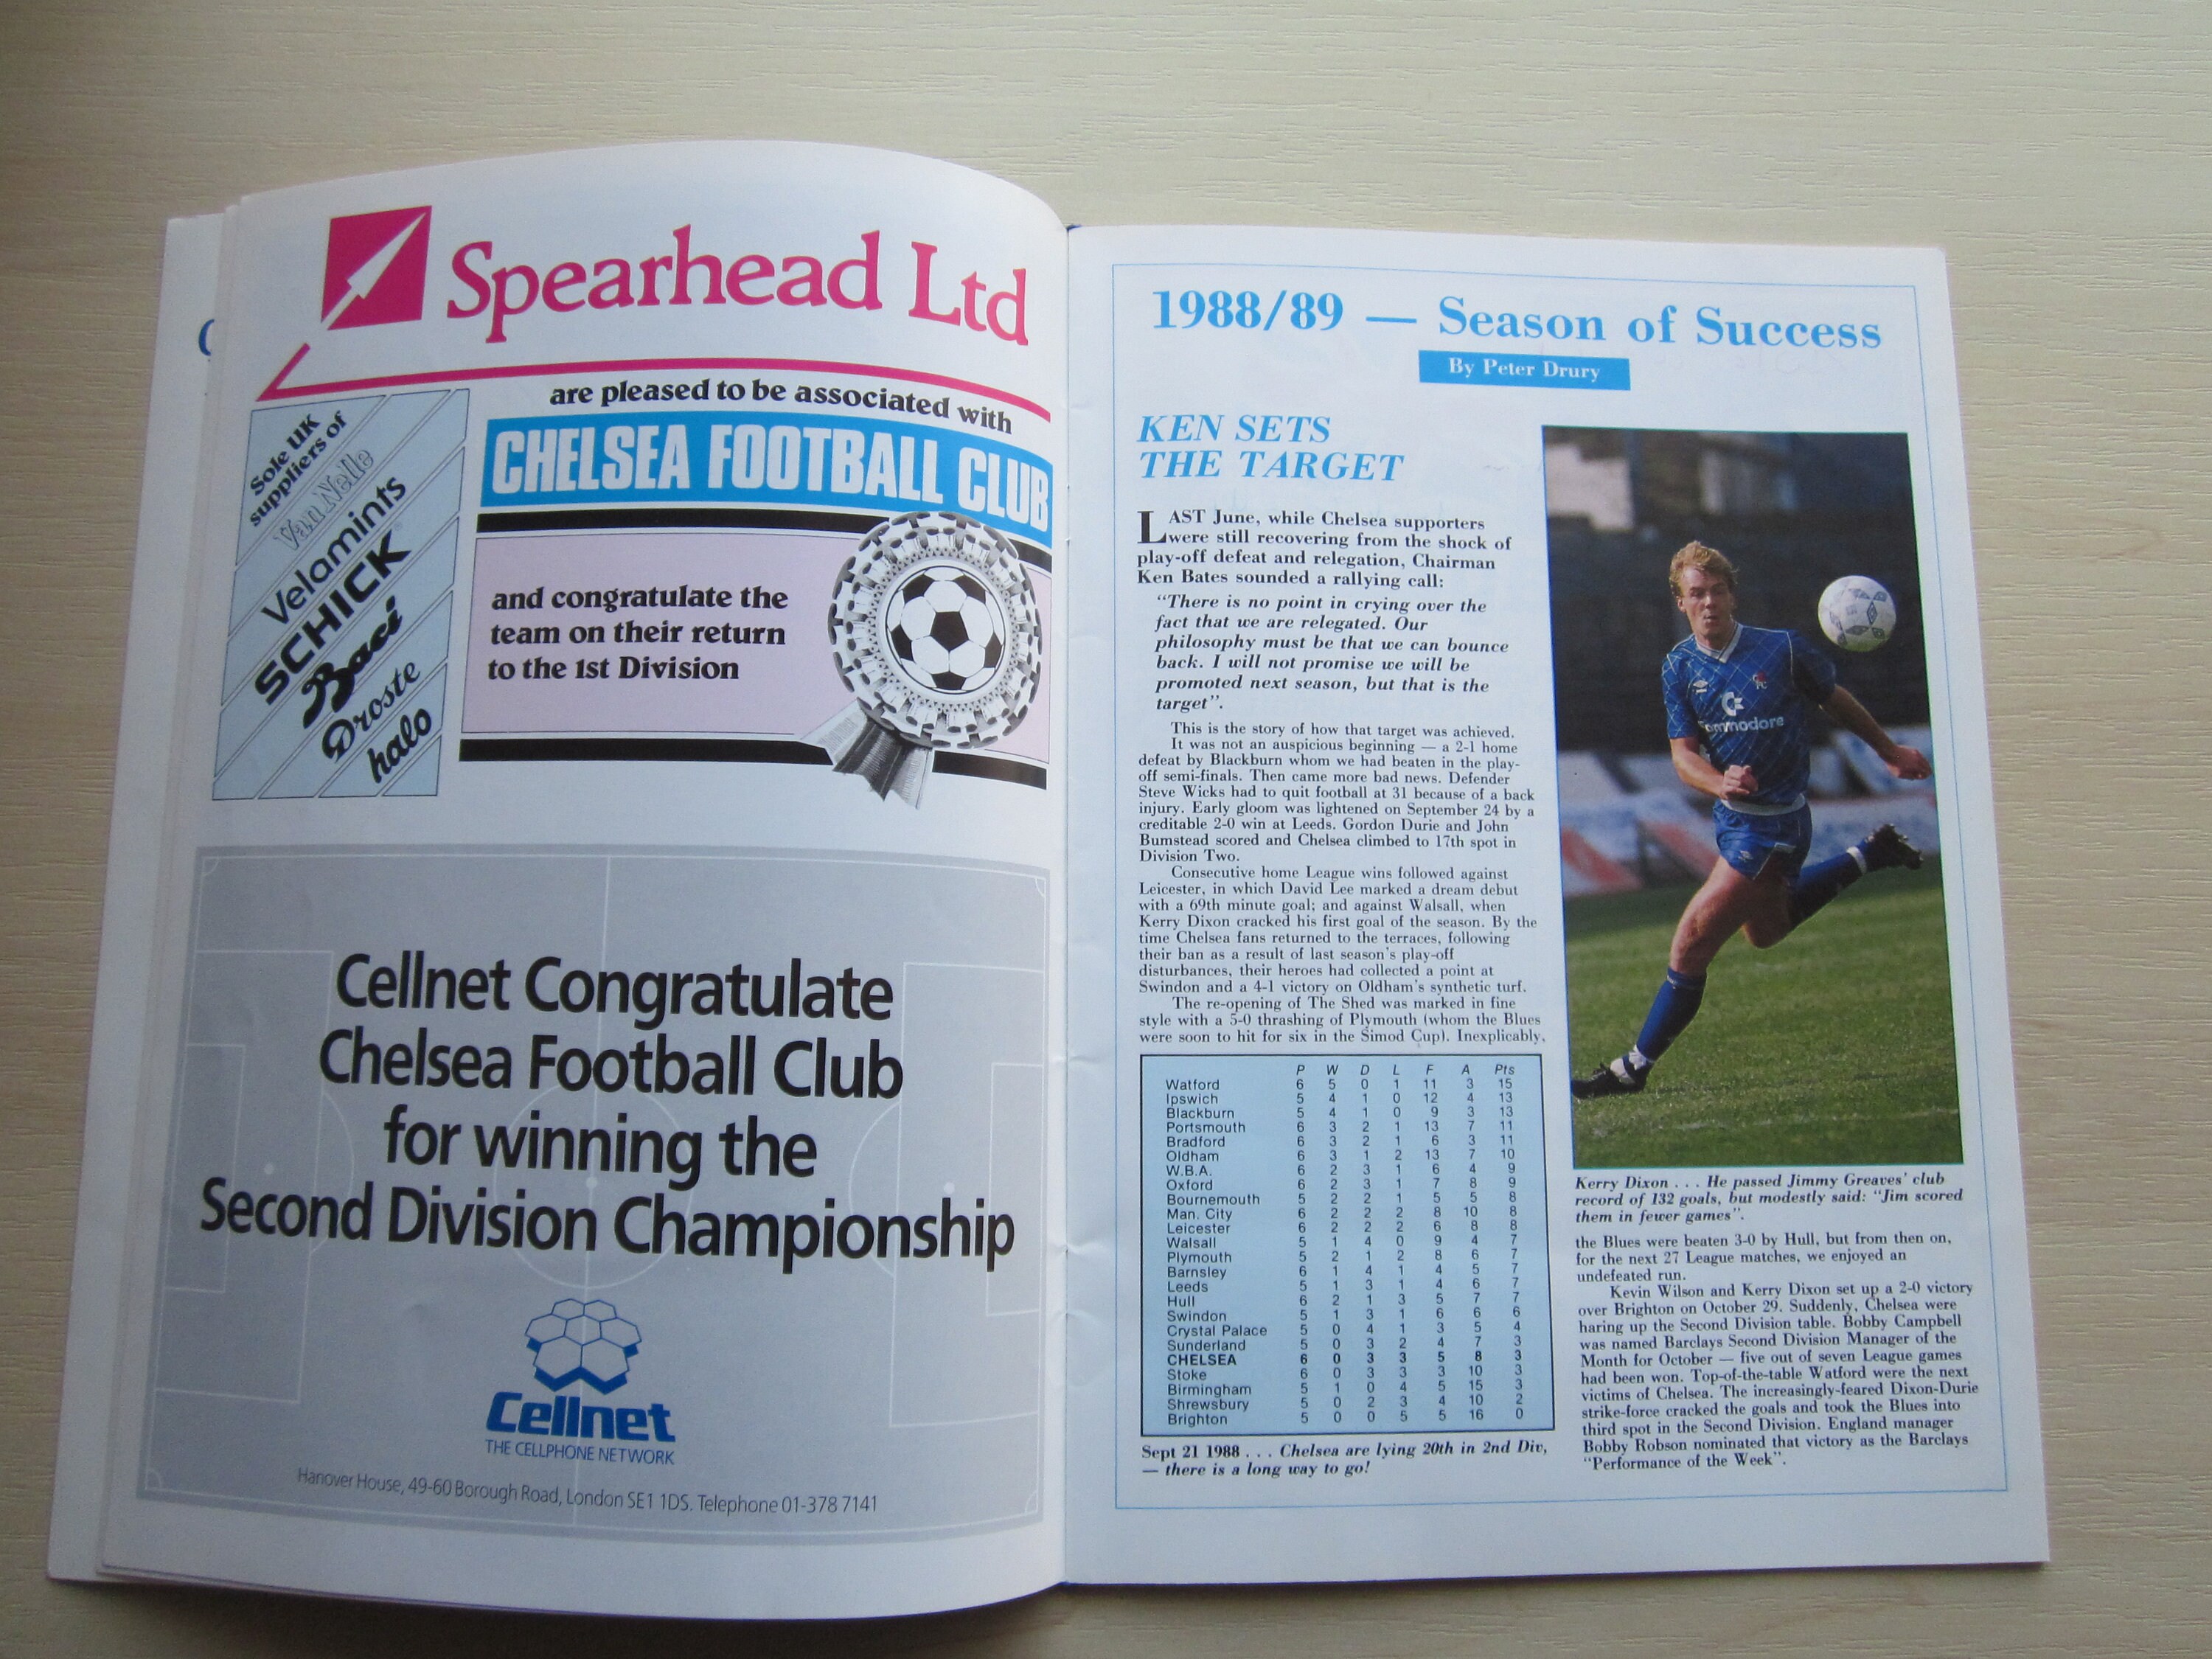 Spearhead Ltd
are pleased to be associated with
CHELSEA FOOTBALL CLUB
Sole UK
suppliers of
Van Nelle
Velamints
SCHICK
Baci
Droste
halo
and congratulate the
team on their return
to the 1st Division
Cellnet Congratulate
Chelsea Football Club
for winning the
Second Division Championship
Cellnet
THE CELLPHONE NETWORK
Hanover House, 49-60 Borough Road, London SE1 1DS. Telephone 01-378 7141
1988/89 — Season of Success
By Peter Drury
KEN SETS
THE TARGET
LAST June, while Chelsea supporters
were still recovering from the shock of
play-off defeat and relegation, Chairman
Ken Bates sounded a rallying call:
“There is no point in crying over the
fact that we are relegated. Our
philosophy must be that we can bounce
back. I will not promise we will be
promoted next season, but that is the
target”.
This is the story of how that target was achieved.
It was not an auspicious beginning — a 2-1 home
defeat by Blackburn whom we had beaten in the play-
off semi-finals. Then came more bad news. Defender
Steve Wicks had to quit football at 31 because of a back
injury. Early gloom was lightened on September 24 by a
creditable 2-0 win at Leeds. Gordon Durie and John
Bumstead scored and Chelsea climbed to 17th spot in
Division Two.
Consecutive home League wins followed against
Leicester, in which David Lee marked a dream debut
with a 69th minute goal; and against Walsall, when
Kerry Dixon cracked his first goal of the season. By the
time Chelsea fans returned to the terraces, following
their ban as a result of last season's play-off
disturbances, their heroes had collected a point at
Swindon and a 4-1 victory on Oldham's synthetic turf.
The re-opening of The Shed was marked in fine
style with a 5-0 thrashing of Plymouth (whom the Blues
were soon to hit for six in the Simod Cup). Inexplicably,
P W D L F A Pts
Watford 6 5 0 1 11 3 15
Ipswich 5 4 1 0 12 4 13
Blackburn 5 4 1 0 9 3 13
Portsmouth 6 3 2 1 13 7 11
Bradford 6 3 2 1 6 3 11
Oldham 6 3 1 2 13 7 10
W.B.A. 6 2 3 1 6 4 9
Oxford 6 2 3 1 7 8 9
Bournemouth 5 2 2 1 5 5 8
Man. City 6 2 2 2 8 10 8
Leicester 6 2 2 2 6 8 8
Walsall 5 1 4 0 9 4 7
Plymouth 5 2 1 2 8 6 7
Barnsley 6 1 4 1 4 5 7
Leeds 5 1 3 1 4 6 7
Hull 6 2 1 3 5 7 7
Swindon 5 1 3 1 6 6 6
Crystal Palace 5 0 4 1 3 5 4
Sunderland 5 0 3 2 4 7 3
CHELSEA 6 0 3 3 5 8 3
Stoke 6 0 3 3 3 10 3
Birmingham 5 1 0 4 5 15 3
Shrewsbury 5 0 2 3 4 10 2
Brighton 5 0 0 5 5 16 0
Sept 21 1988 . . . Chelsea are lying 20th in 2nd Div,
— there is a long way to go!
Commodore
Kerry Dixon . . . He passed Jimmy Greaves' club
record of 132 goals, but modestly said: “Jim scored
them in fewer games”.
the Blues were beaten 3-0 by Hull, but from then on,
for the next 27 League matches, we enjoyed an
undefeated run.
Kevin Wilson and Kerry Dixon set up a 2-0 victory
over Brighton on October 29. Suddenly, Chelsea were
haring up the Second Division table. Bobby Campbell
was named Barclays Second Division Manager of the
Month for October — five out of seven League games
had been won. Top-of-the-table Watford were the next
victims of Chelsea. The increasingly-feared Dixon-Durie
strike-force cracked the goals and took the Blues into
third spot in the Second Division. England manager
Bobby Robson nominated that victory as the Barclays
“Performance of the Week”.